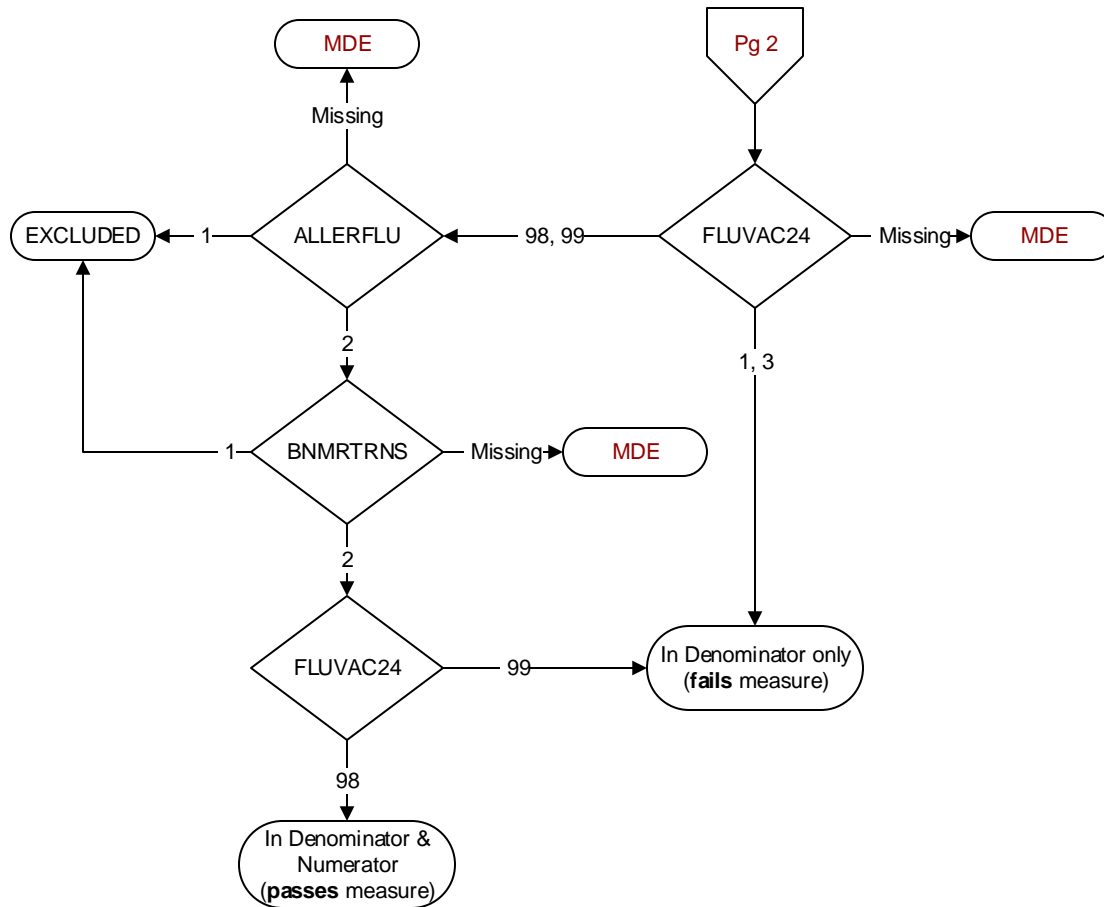 MDE
Pg 2
Missing
EXCLUDED
1
ALLERFLU
98, 99
FLUVAC24
Missing
MDE
2
1, 3
1
BNMRTRNS
Missing
MDE
2
FLUVAC24
99
In Denominator only
(fails measure)
98
In Denominator &
Numerator
(passes measure)